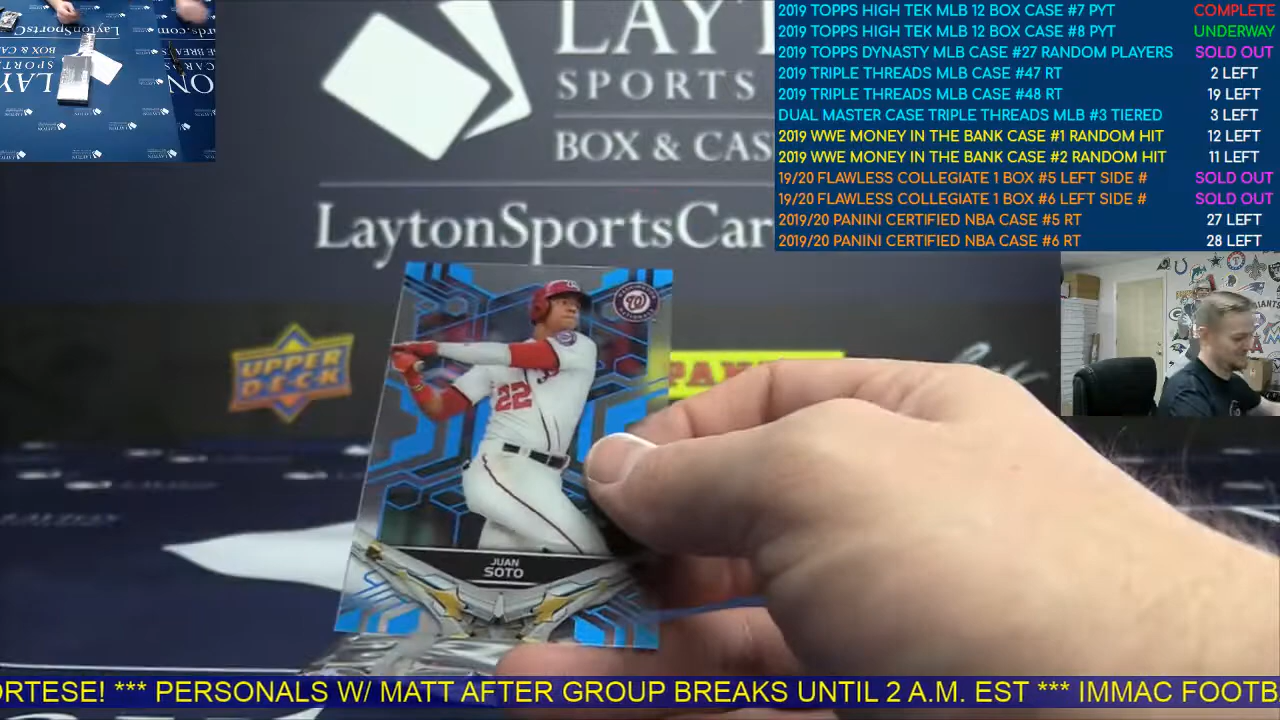 2019 TOPPS HIGH TEK MLB 12 BOX CASE #7 PYT COMPLETE
2019 TOPPS HIGH TEK MLB 12 BOX CASE #8 PYT UNDERWAY
2019 TOPPS DYNASTY MLB CASE #27 RANDOM PLAYERS SOLD OUT
2019 TRIPLE THREADS MLB CASE #47 RT 2 LEFT
2019 TRIPLE THREADS MLB CASE #48 RT 19 LEFT
DUAL MASTER CASE TRIPLE THREADS MLB #3 TIERED 3 LEFT
2019 WWE MONEY IN THE BANK CASE #1 RANDOM HIT 12 LEFT
2019 WWE MONEY IN THE BANK CASE #2 RANDOM HIT 11 LEFT
19/20 FLAWLESS COLLEGIATE 1 BOX #5 LEFT SIDE # SOLD OUT
19/20 FLAWLESS COLLEGIATE 1 BOX #6 LEFT SIDE # SOLD OUT
2019/20 PANINI CERTIFIED NBA CASE #5 RT 27 LEFT
2019/20 PANINI CERTIFIED NBA CASE #6 RT 28 LEFT
LAYT
SPORTS
BOX & CAS
LaytonSportsCar
UPPER
DECK
PANI
W
22
JUAN
SOTO
ORTESE! *** PERSONALS W/ MATT AFTER GROUP BREAKS UNTIL 2 A.M. EST *** IMMAC FOOTB